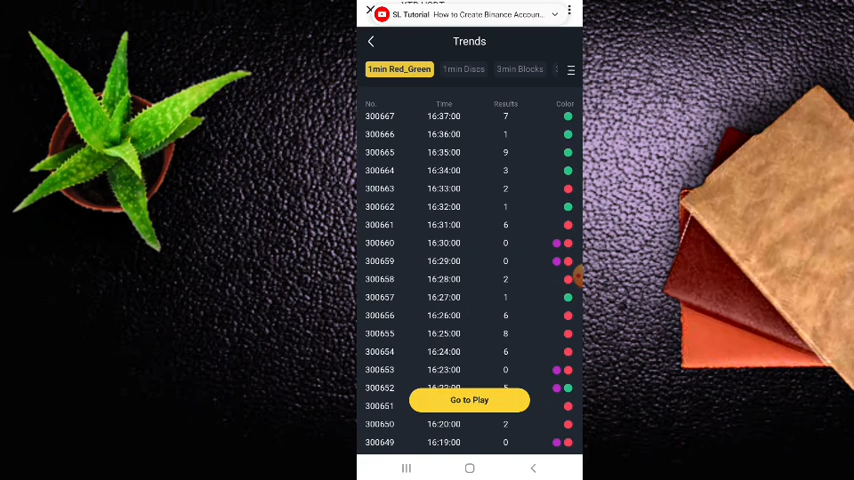 SL Tutorial How to Create Binance Accoun...
Trends
1min Red_Green 1min Discs 3min Blocks
No. Time Results Color
300667 16:37:00 7
300666 16:36:00 1
300665 16:35:00 9
300664 16:34:00 3
300663 16:33:00 2
300662 16:32:00 1
300661 16:31:00 6
300660 16:30:00 0
300659 16:29:00 0
300658 16:28:00 2
300657 16:27:00 1
300656 16:26:00 6
300655 16:25:00 8
300654 16:24:00 6
300653 16:23:00 0
300652 16:22:00 5
Go to Play
300651
300650 16:20:00 2
300649 16:19:00 0